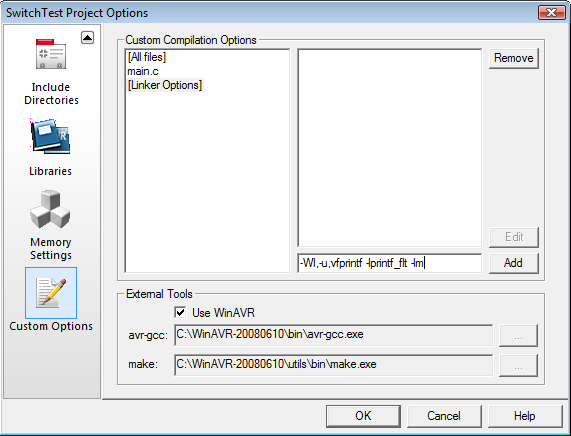 SwitchTest Project Options
Include
Directories
Libraries
Memory
Settings
Custom Options
Custom Compilation Options
[All files]
main.c
[Linker Options]
Remove
Edit
-Wl,-u,vfprintf -lprintf_flt -lm
Add
External Tools
Use WinAVR
avr-gcc: C:\WinAVR-20080610\bin\avr-gcc.exe ...
make: C:\WinAVR-20080610\utils\bin\make.exe ...
OK Cancel Help